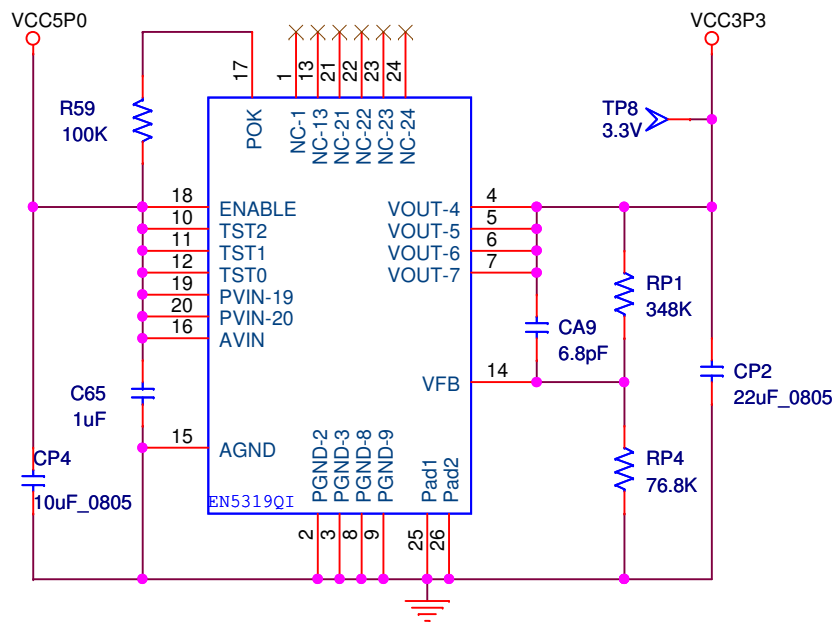 VCC5P0
VCC3P3
17
1
13
21
22
23
24
R59
100K
TP8
3.3V
POK
NC-1
NC-13
NC-21
NC-22
NC-23
NC-24
18
ENABLE
VOUT-4
4
10
TST2
VOUT-5
5
11
TST1
VOUT-6
6
12
TST0
VOUT-7
7
19
PVIN-19
20
PVIN-20
16
AVIN
RP1
348K
CA9
6.8pF
VFB
14
CP2
22uF_0805
C65
1uF
15
AGND
PGND-2
PGND-3
PGND-8
PGND-9
Pad1
Pad2
CP4
10uF_0805
EN5319QI
RP4
76.8K
2
3
8
9
25
26